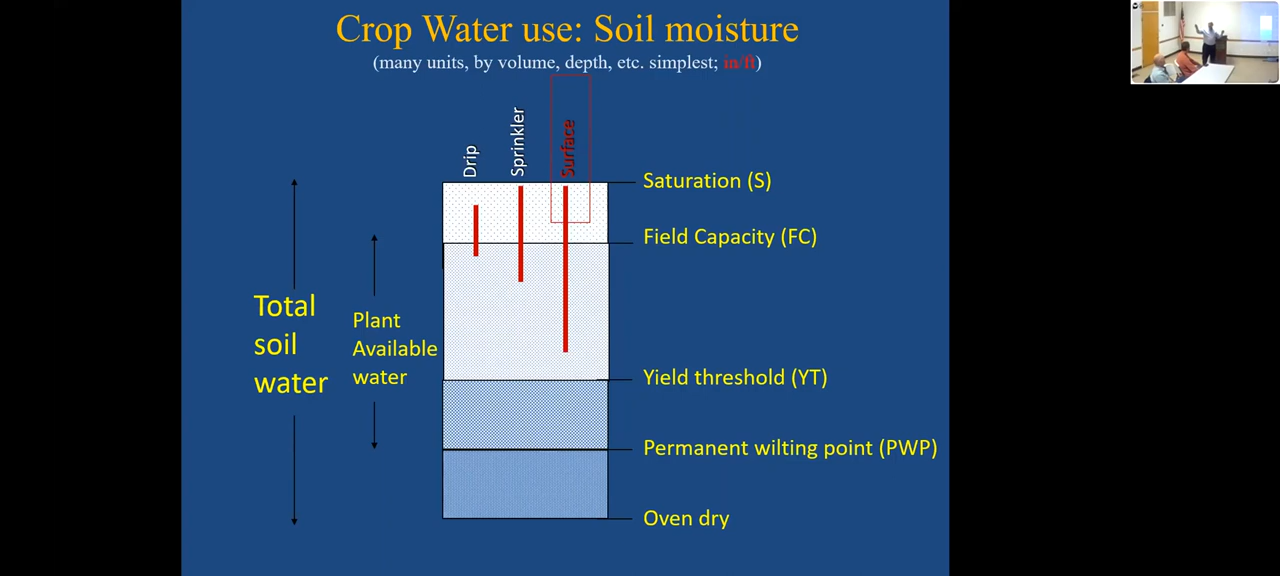 Crop Water use: Soil moisture
(many units, by volume, depth, etc. simplest; in/ft)
Drip
Sprinkler
Surface
Saturation (S)
Field Capacity (FC)
Total
soil
water
Plant
Available
water
Yield threshold (YT)
Permanent wilting point (PWP)
Oven dry